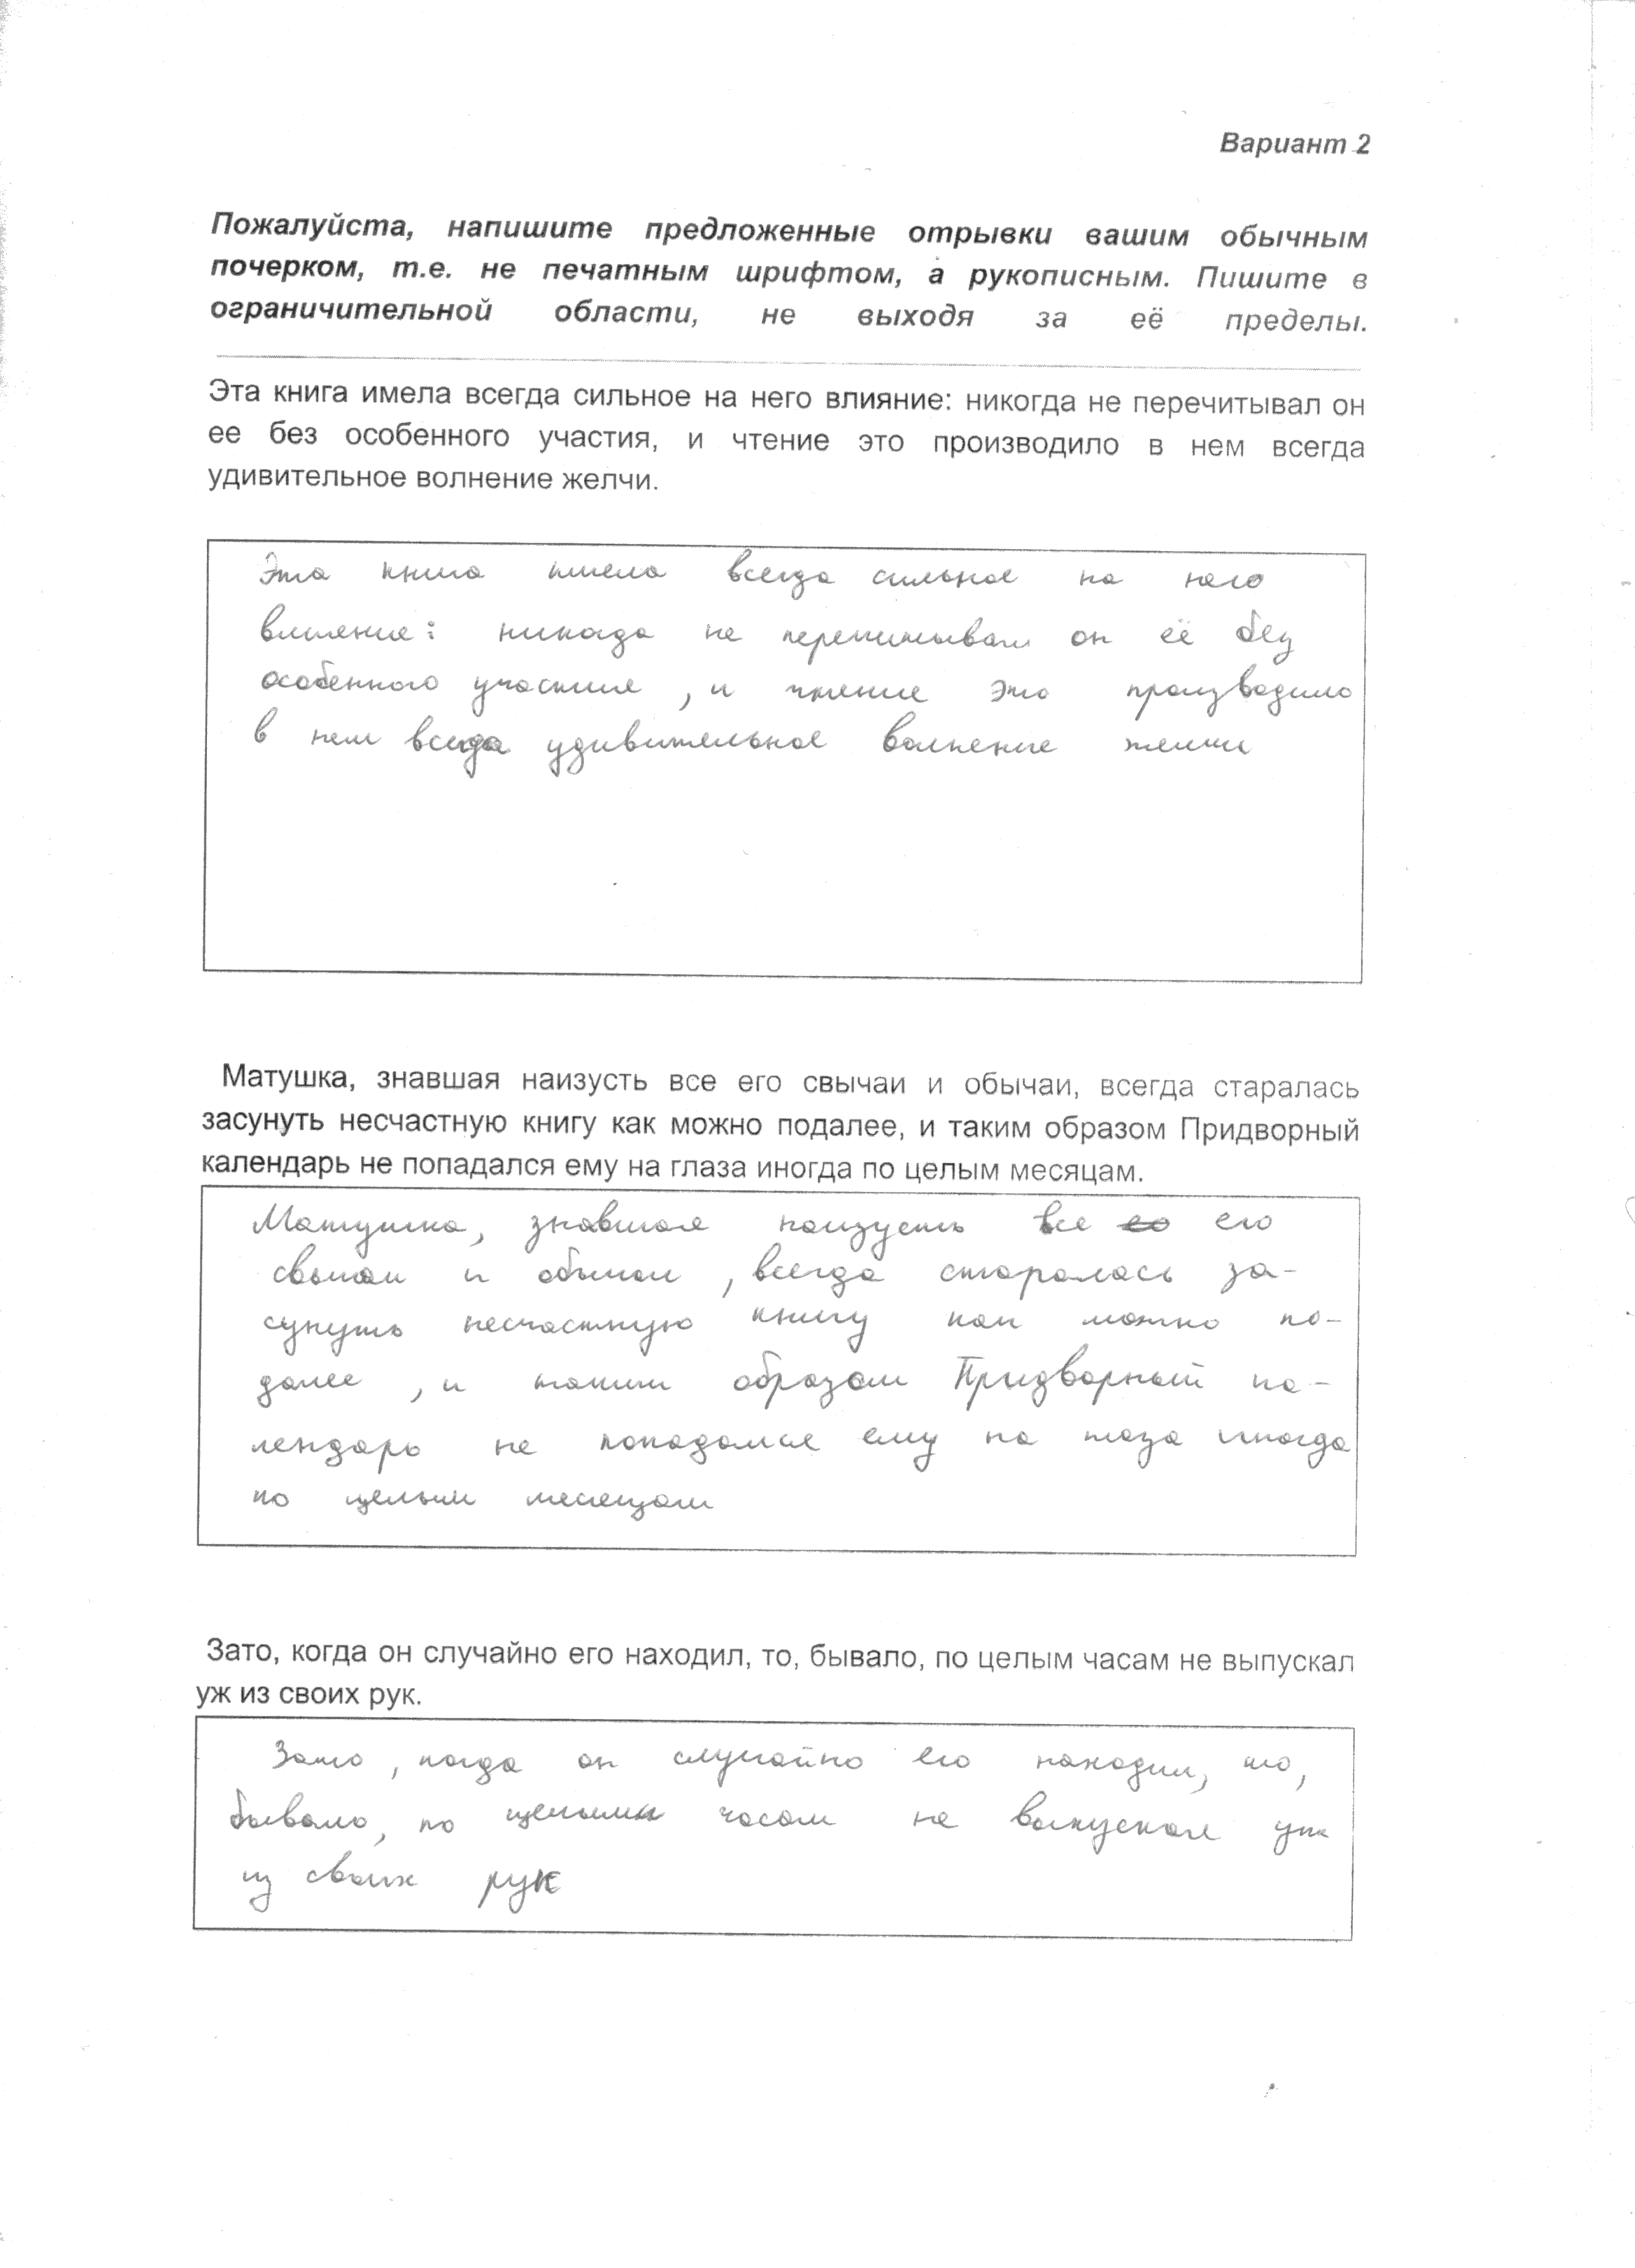 Вариант 2
Пожалуйста, напишите предложенные отрывки вашим обычным
почерком, т.е. не печатным шрифтом, а рукописным. Пишите в
ограничительной области, не выходя за её пределы.
Эта книга имела всегда сильное на него влияние: никогда не перечитывал он
ее без особенного участия, и чтение это производило в нем всегда
удивительное волнение желчи.
Эта книга имела всегда сильное на него
влияние: никогда не перечитывал он её без
особенного участия, и чтение это производило
в нем всегда удивительное волнение желчи
Матушка, знавшая наизусть все его свычаи и обычаи, всегда старалась
засунуть несчастную книгу как можно подалее, и таким образом Придворный
календарь не попадался ему на глаза иногда по целым месяцам.
Матушка, знавшая наизусть все ео его
свычаи и обычаи, всегда старалась за-
сунуть несчастную книгу как можно по-
далее, и таким образом Придворный ка-
лендарь не попадался ему на глаза иногда
по целым месяцам
Зато, когда он случайно его находил, то, бывало, по целым часам не выпускал
уж из своих рук.
Зато, когда он случайно его находил, то,
бывало, по целыми часам не выпускал уж
из своих рук